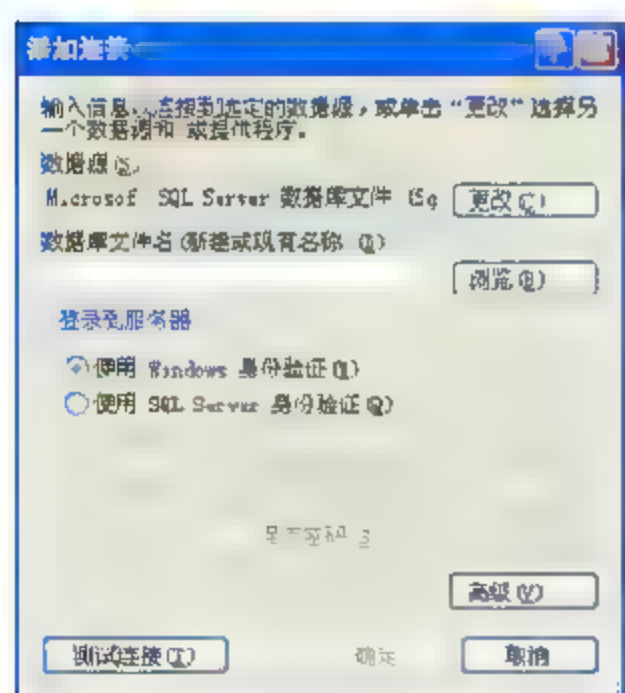 添加连接
输入信息以连接到选定的数据源,或单击“更改”选择另
一个数据源和/或提供程序。
数据源(S):
Microsoft SQL Server 数据库文件 (Sq
更改(C)
数据库文件名(新建或现有名称)(D)
浏览(B)
登录到服务器
使用 Windows 身份验证(W)
使用 SQL Server 身份验证(Q)
高级(V)
测试连接(T)
确定
取消